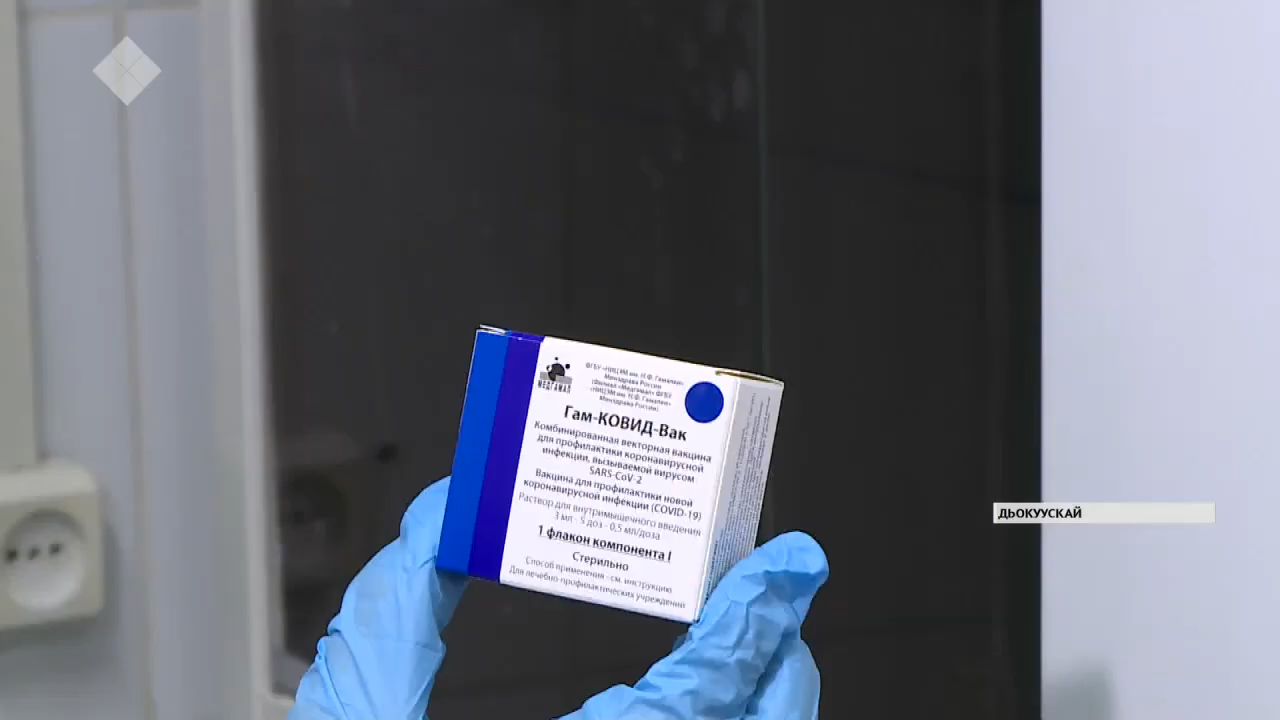 МЕДГАМАЛ
ФГБУ «НИЦЭМ им. Н.Ф. Гамалеи»
Минздрава России
(Филиал «Медгамал» ФГБУ
«НИЦЭМ им. Н.Ф. Гамалеи»
Минздрава России)
Гам-КОВИД-Вак
Комбинированная векторная вакцина
для профилактики коронавирусной
инфекции, вызываемой вирусом
SARS-CoV-2
Вакцина для профилактики новой
коронавирусной инфекции (COVID-19)
Раствор для внутримышечного введения
3 мл - 5 доз - 0,5 мл/доза
1 флакон компонента I
Стерильно
Способ применения - см. инструкцию
Для лечебно-профилактических учреждений
ДЬОКУУСКАЙ